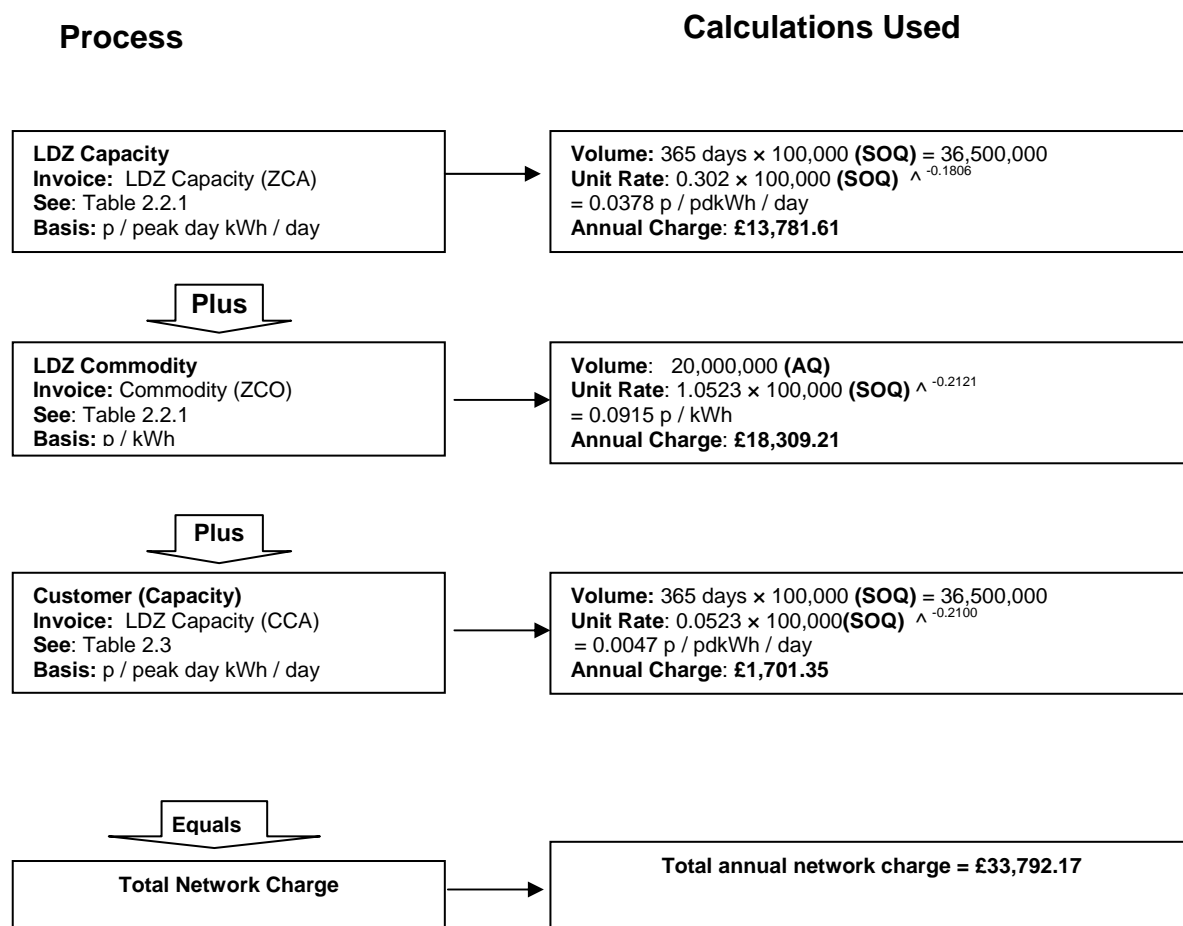 Process
Calculations Used
LDZ Capacity
Invoice: LDZ Capacity (ZCA)
See: Table 2.2.1
Basis: p / peak day kWh / day
Volume: 365 days × 100,000 (SOQ) = 36,500,000
Unit Rate: 0.302 × 100,000 (SOQ) ^ -0.1806
= 0.0378 p / pdkWh / day
Annual Charge: £13,781.61
Plus
LDZ Commodity
Invoice: Commodity (ZCO)
See: Table 2.2.1
Basis: p / kWh
Volume: 20,000,000 (AQ)
Unit Rate: 1.0523 × 100,000 (SOQ) ^ -0.2121
= 0.0915 p / kWh
Annual Charge: £18,309.21
Plus
Customer (Capacity)
Invoice: LDZ Capacity (CCA)
See: Table 2.3
Basis: p / peak day kWh / day
Volume: 365 days × 100,000 (SOQ) = 36,500,000
Unit Rate: 0.0523 × 100,000(SOQ) ^ -0.2100
= 0.0047 p / pdkWh / day
Annual Charge: £1,701.35
Equals
Total Network Charge
Total annual network charge = £33,792.17